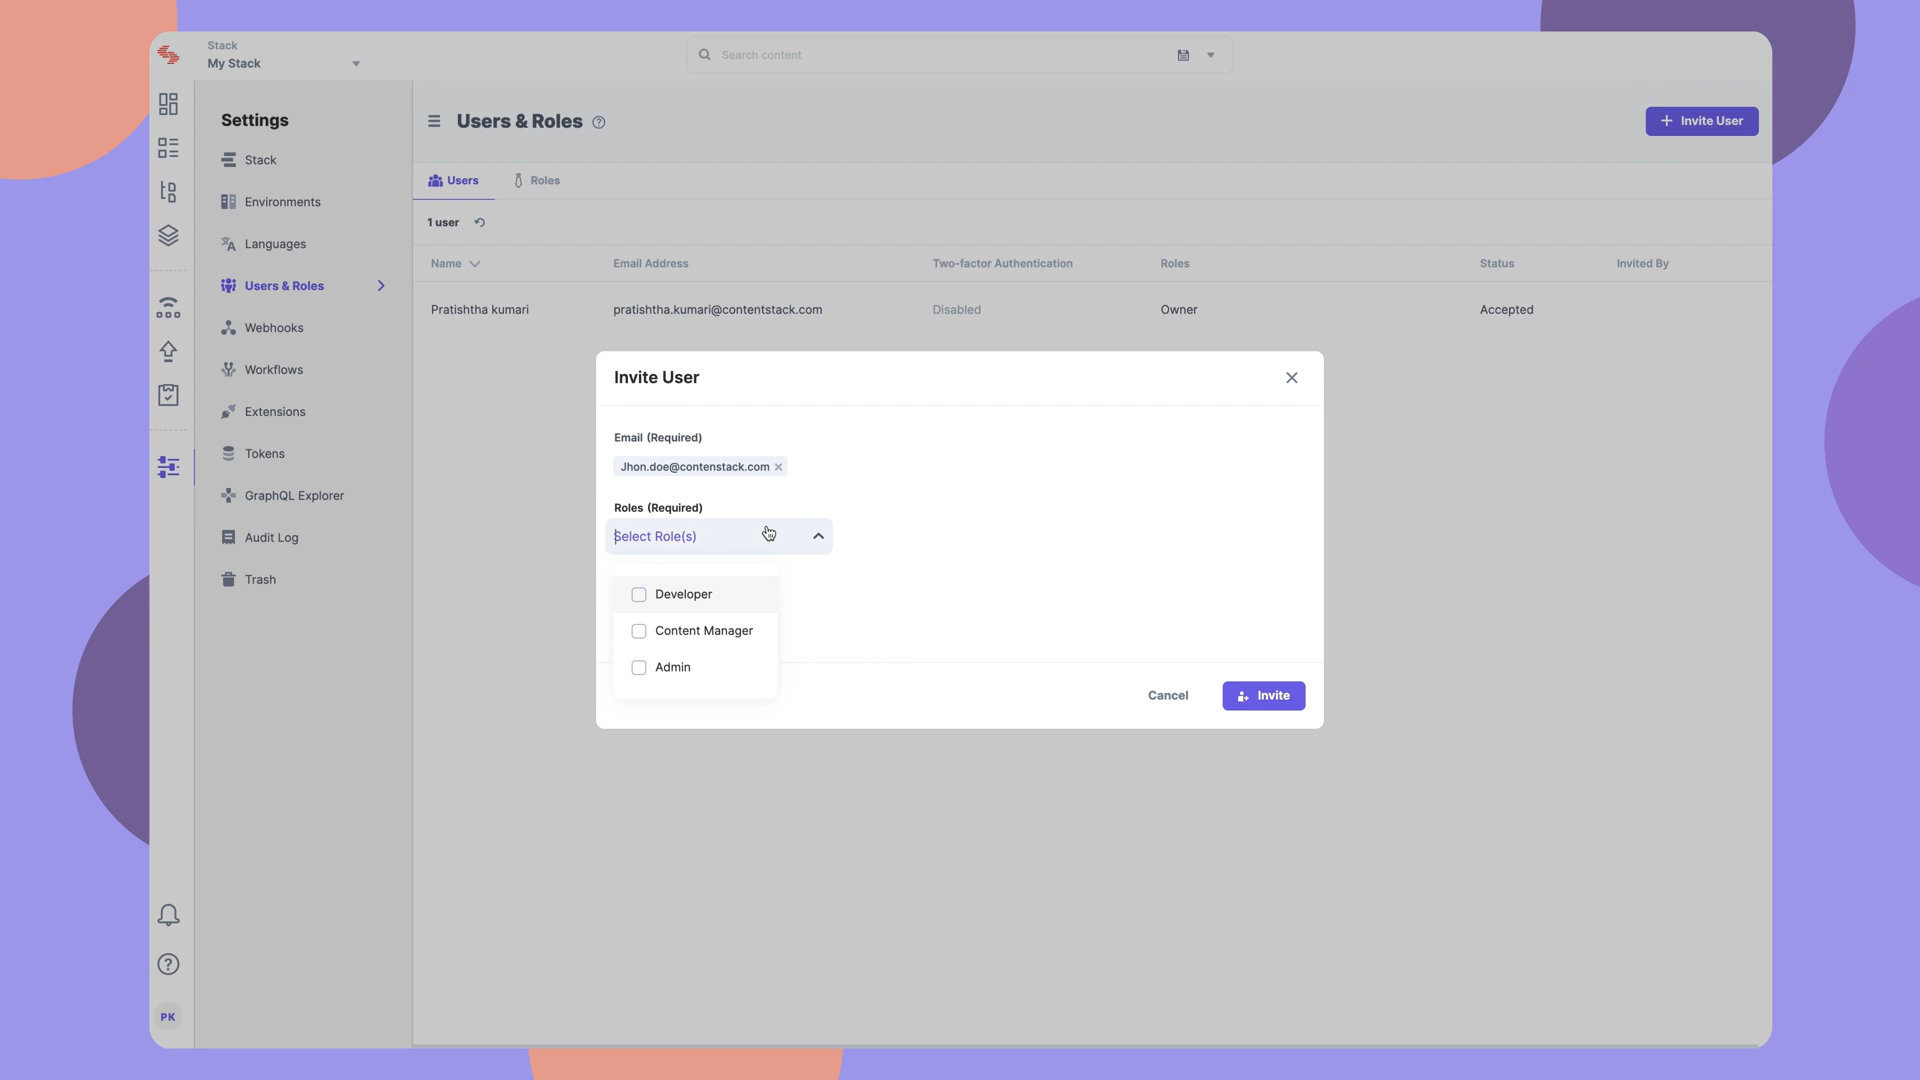 Stack
My Stack
Search content
Settings
Stack
Environments
Languages
Users & Roles
Webhooks
Workflows
Extensions
Tokens
GraphQL Explorer
Audit Log
Trash
PK
Users & Roles
+ Invite User
Users Roles
1 user
Name Email Address Two-factor Authentication Roles Status Invited By
Pratishtha kumari pratishtha.kumari@contentstack.com Disabled Owner Accepted
Invite User
Email (Required)
Jhon.doe@contenstack.com
Roles (Required)
Select Role(s)
Developer
Content Manager
Admin
Cancel Invite